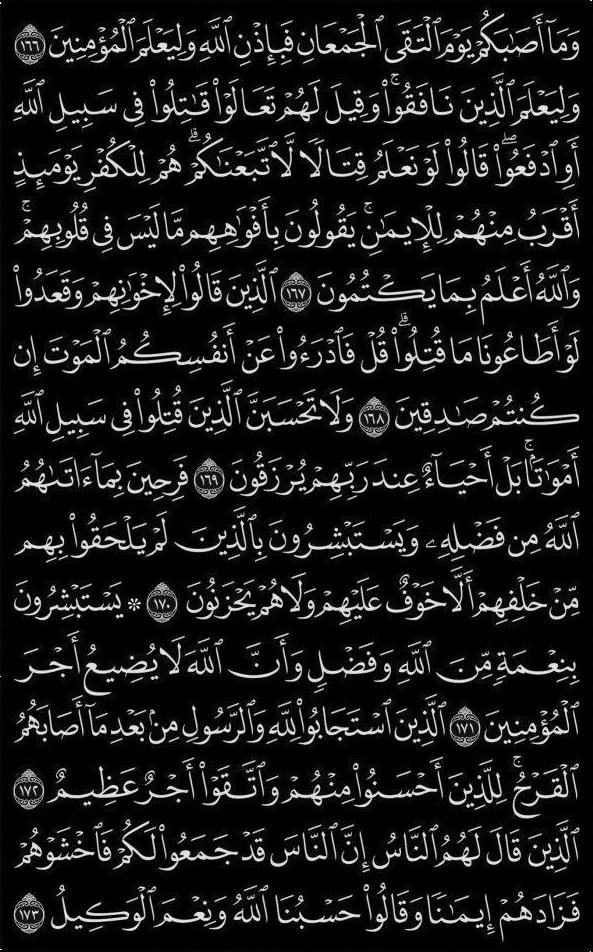 وَمَآ أَصَٰبَكُمْ يَوْمَ ٱلْتَقَى ٱلْجَمْعَانِ فَبِإِذْنِ ٱللَّهِ وَلِيَعْلَمَ ٱلْمُؤْمِنِينَ ١٦٦
وَلِيَعْلَمَ ٱلَّذِينَ نَافَقُوا۟ۚ وَقِيلَ لَهُمْ تَعَالَوْا۟ قَٰتِلُوا۟ فِى سَبِيلِ ٱللَّهِ
أَوِ ٱدْفَعُوا۟ۖ قَالُوا۟ لَوْ نَعْلَمُ قِتَالًا لَّٱتَّبَعْنَٰكُمْۗ هُمْ لِلْكُفْرِ يَوْمَئِذٍ
أَقْرَبُ مِنْهُمْ لِلْإِيمَٰنِۚ يَقُولُونَ بِأَفْوَٰهِهِم مَّا لَيْسَ فِى قُلُوبِهِمْۚ
وَٱللَّهُ أَعْلَمُ بِمَا يَكْتُمُونَ ١٦٧ ٱلَّذِينَ قَالُوا۟ لِإِخْوَٰنِهِمْ وَقَعَدُوا۟
لَوْ أَطَاعُونَا مَا قُتِلُوا۟ۗ قُلْ فَٱدْرَءُوا۟ عَنْ أَنفُسِكُمُ ٱلْمَوْتَ إِن
كُنتُمْ صَٰدِقِينَ ١٦٨ وَلَا تَحْسَبَنَّ ٱلَّذِينَ قُتِلُوا۟ فِى سَبِيلِ ٱللَّهِ
أَمْوَٰتًۢاۚ بَلْ أَحْيَآءٌ عِندَ رَبِّهِمْ يُرْزَقُونَ ١٦٩ فَرِحِينَ بِمَآ ءَاتَىٰهُمُ
ٱللَّهُ مِن فَضْلِهِۦ وَيَسْتَبْشِرُونَ بِٱلَّذِينَ لَمْ يَلْحَقُوا۟ بِهِم
مِّنْ خَلْفِهِمْ أَلَّا خَوْفٌ عَلَيْهِمْ وَلَا هُمْ يَحْزَنُونَ ١٧٠ ۞ يَسْتَبْشِرُونَ
بِنِعْمَةٍ مِّنَ ٱللَّهِ وَفَضْلٍ وَأَنَّ ٱللَّهَ لَا يُضِيعُ أَجْرَ
ٱلْمُؤْمِنِينَ ١٧١ ٱلَّذِينَ ٱسْتَجَابُوا۟ لِلَّهِ وَٱلرَّسُولِ مِنۢ بَعْدِ مَآ أَصَابَهُمُ
ٱلْقَرْحُۚ لِلَّذِينَ أَحْسَنُوا۟ مِنْهُمْ وَٱتَّقَوْا۟ أَجْرٌ عَظِيمٌ ١٧٢
ٱلَّذِينَ قَالَ لَهُمُ ٱلنَّاسُ إِنَّ ٱلنَّاسَ قَدْ جَمَعُوا۟ لَكُمْ فَٱخْشَوْهُمْ
فَزَادَهُمْ إِيمَٰنًا وَقَالُوا۟ حَسْبُنَا ٱللَّهُ وَنِعْمَ ٱلْوَكِيلُ ١٧٣